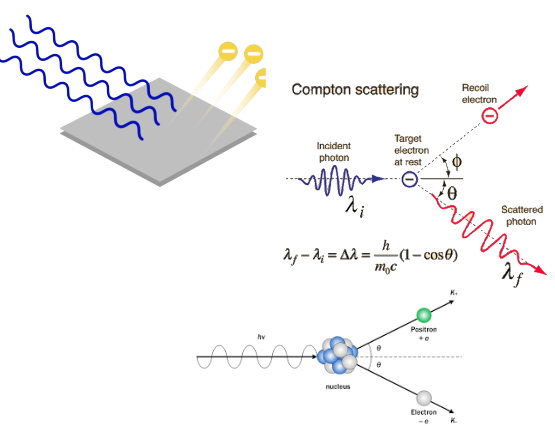 Compton scattering
Recoil
electron
Target
electron
at rest
Incident
photon
ϕ
θ
λi
Scattered
photon
λf − λi = Δλ = h/m₀c (1− cosθ)
λf
K+
Positron
+ e
hν
θ
θ
nucleus
Electron
− e
K-